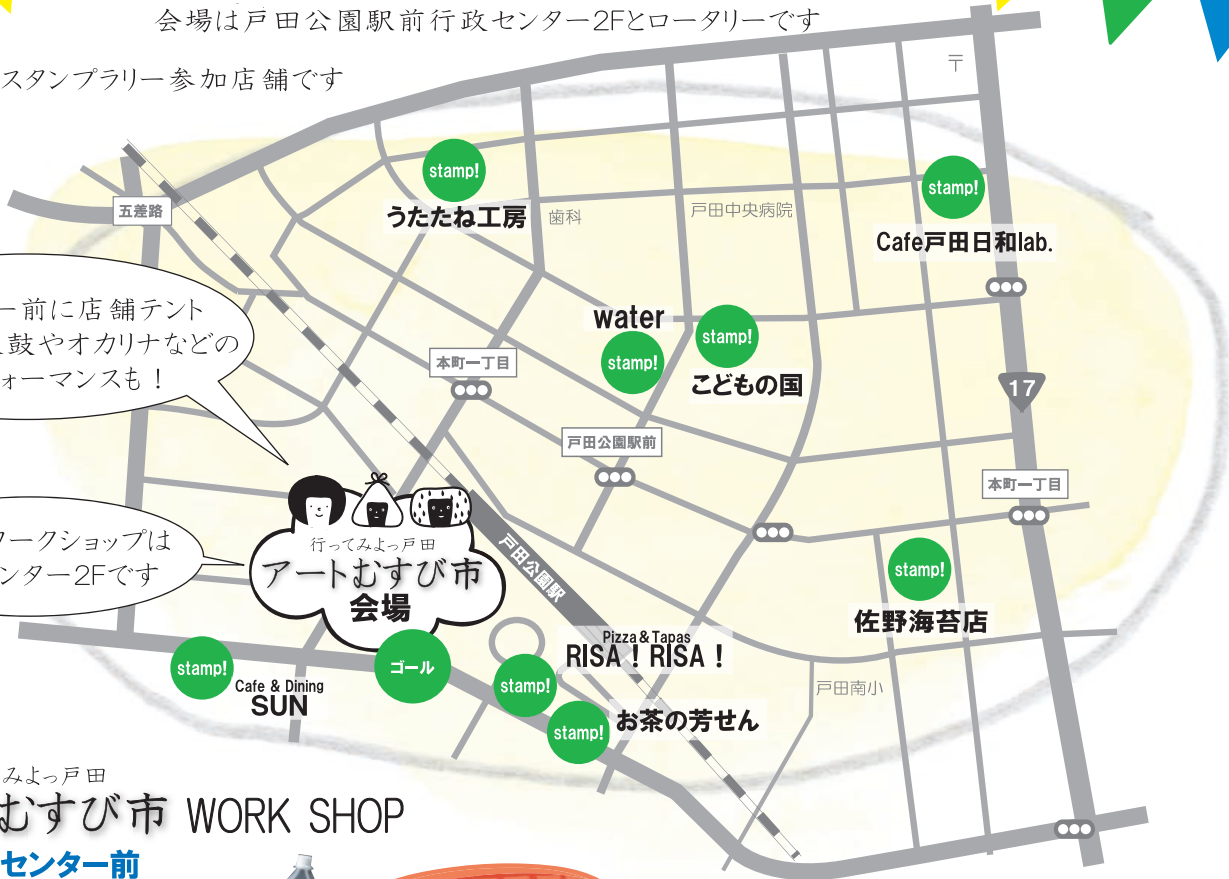 会場は戸田公園駅前行政センター2Fとロータリーです
スタンプラリー参加店舗です
〒
stamp!
うたたね工房
歯科
戸田中央病院
stamp!
Cafe戸田日和lab.
五差路
ー前に店舗テント
鼓やオカリナなどの
ォーマンスも！
water
stamp!
stamp!
こどもの国
本町一丁目
17
戸田公園駅前
本町一丁目
行ってみよっ戸田
アートむすび市
会場
戸田公園駅
ワークショップは
ンター2Fです
stamp!
佐野海苔店
stamp!
Cafe & Dining
SUN
ゴール
stamp!
Pizza & Tapas
RISA！RISA！
stamp!
お茶の芳せん
戸田南小
みよっ戸田
むすび市 WORK SHOP
センター前